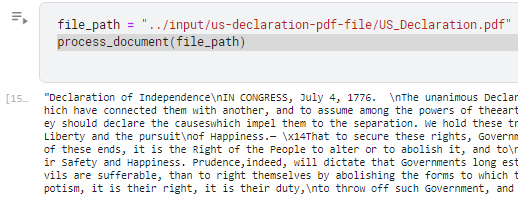 file_path = "../input/us-declaration-pdf-file/US_Declaration.pdf"
process_document(file_path)
[15…
"Declaration of Independence\nIN CONGRESS, July 4, 1776.  \nThe unanimous Declar
hich have connected them with another, and to assume among the powers of theeart
ey should declare the causeswhich impel them to the separation. We hold these tr
Liberty and the pursuit\nof Happiness.— \x14That to secure these rights, Governm
of these ends, it is the Right of the People to alter or to abolish it, and to\n
ir Safety and Happiness. Prudence,indeed, will dictate that Governments long est
vils are sufferable, than to right themselves by abolishing the forms to which t
potism, it is their right, it is their duty,\nto throw off such Government, and